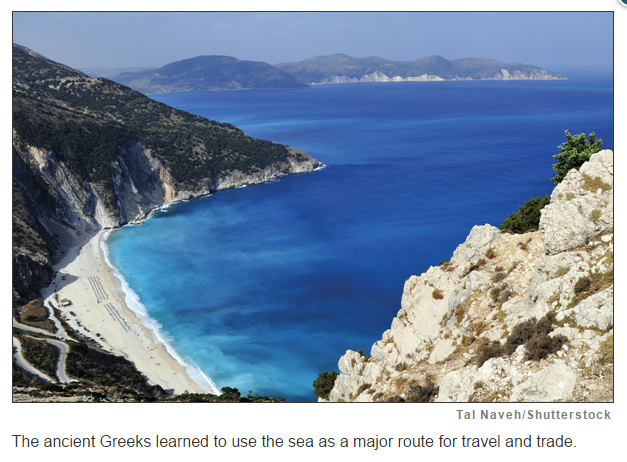 Tal Naveh/Shutterstock
The ancient Greeks learned to use the sea as a major route for travel and trade.